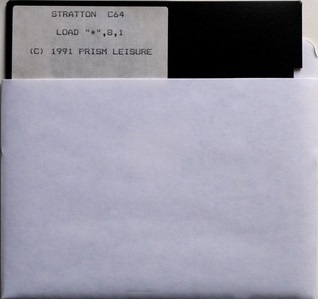 STRATTON C64
LOAD "*",8,1
(C) 1991 PRISM LEISURE